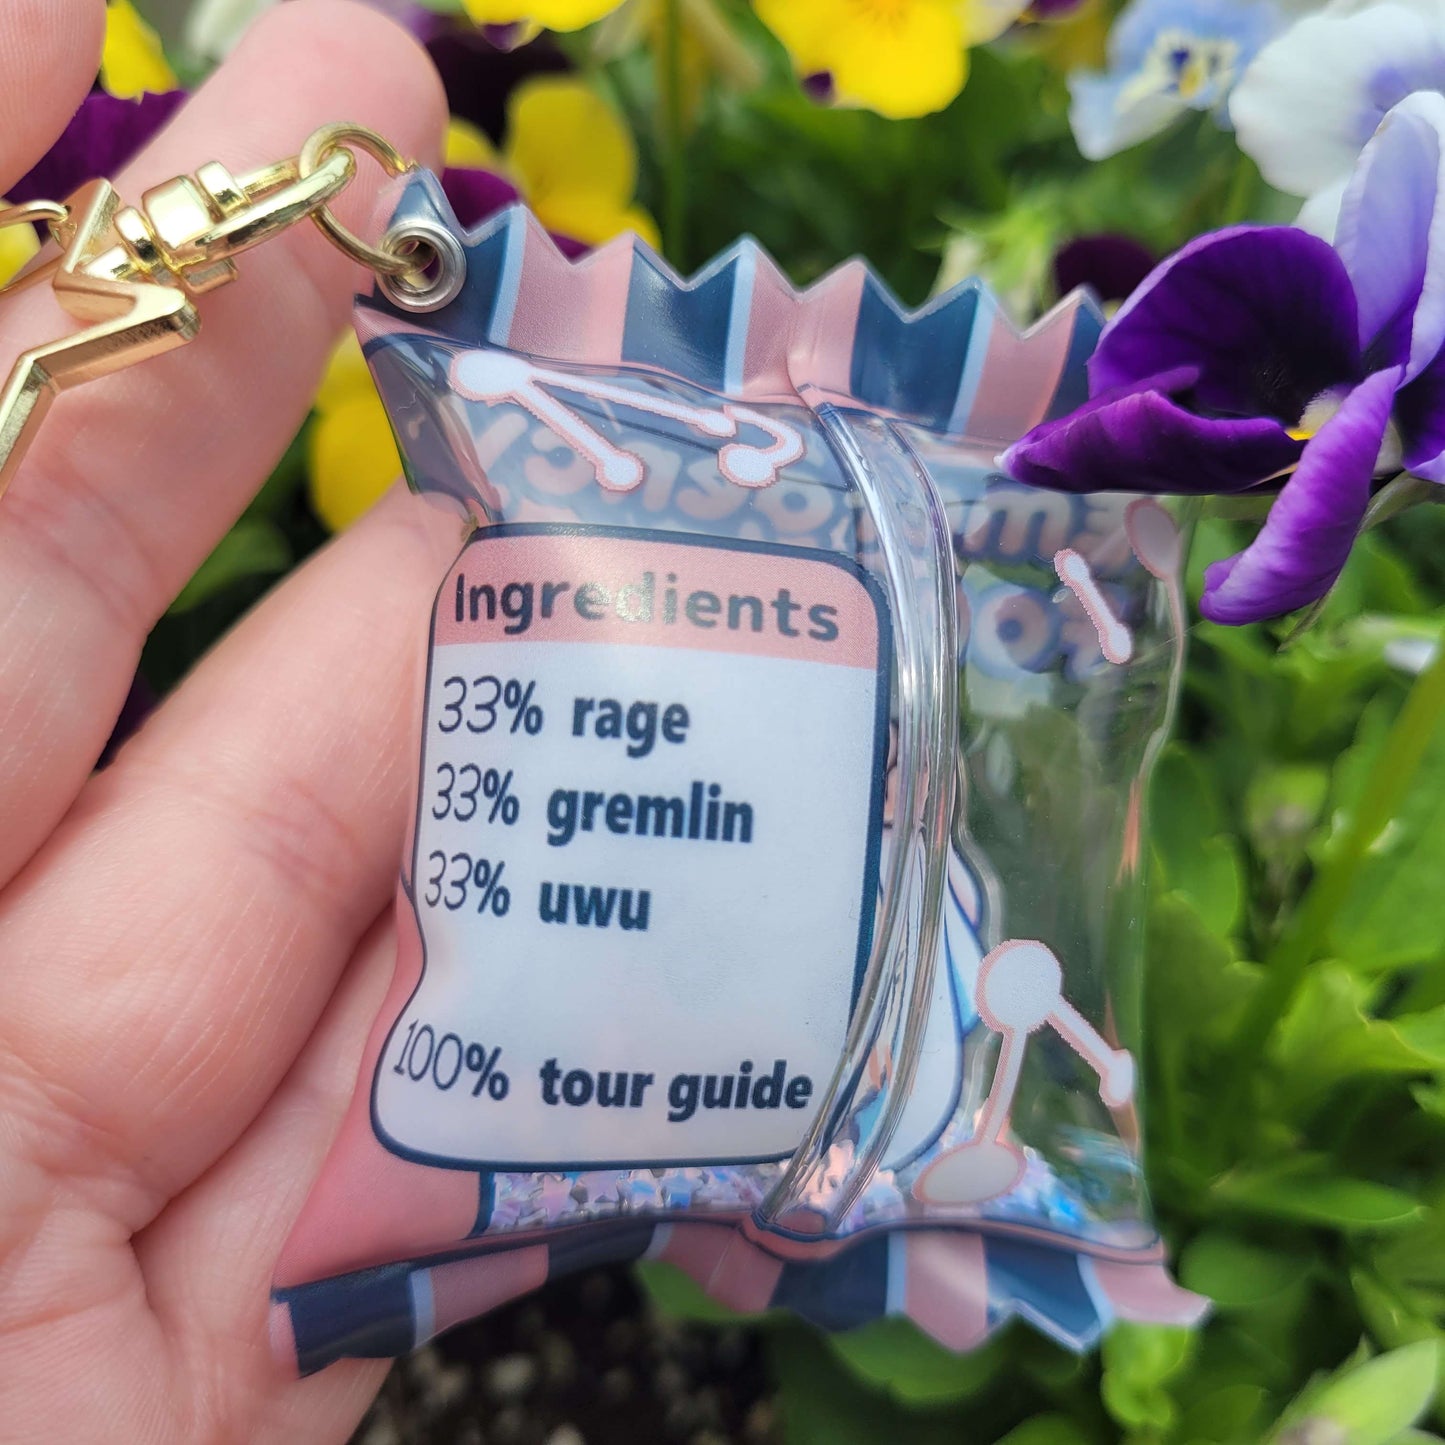 Ingredients
33% rage
33% gremlin
33% uwu
100% tour guide